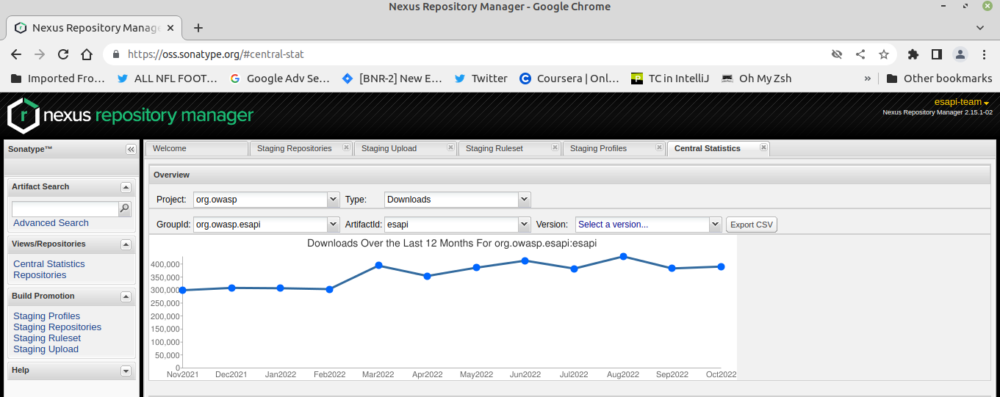 Nexus Repository Manager - Google Chrome
Nexus Repository Manage
https://oss.sonatype.org/#central-stat
Imported Fro… ALL NFL FOOT… Google Adv Se… [BNR-2] New E… Twitter Coursera | Onl… TC in IntelliJ Oh My Zsh » Other bookmarks
nexus repository manager
esapi-team
Nexus Repository Manager 2.15.1-02
Sonatype™
Welcome Staging Repositories Staging Upload Staging Ruleset Staging Profiles Central Statistics
Artifact Search
Advanced Search
Views/Repositories
Central Statistics
Repositories
Build Promotion
Staging Profiles
Staging Repositories
Staging Ruleset
Staging Upload
Help
Overview
Project: org.owasp Type: Downloads
GroupId: org.owasp.esapi ArtifactId: esapi Version: Select a version... Export CSV
Downloads Over the Last 12 Months For org.owasp.esapi:esapi
400,000
350,000
300,000
250,000
200,000
150,000
100,000
50,000
0
Nov2021 Dec2021 Jan2022 Feb2022 Mar2022 Apr2022 May2022 Jun2022 Jul2022 Aug2022 Sep2022 Oct2022